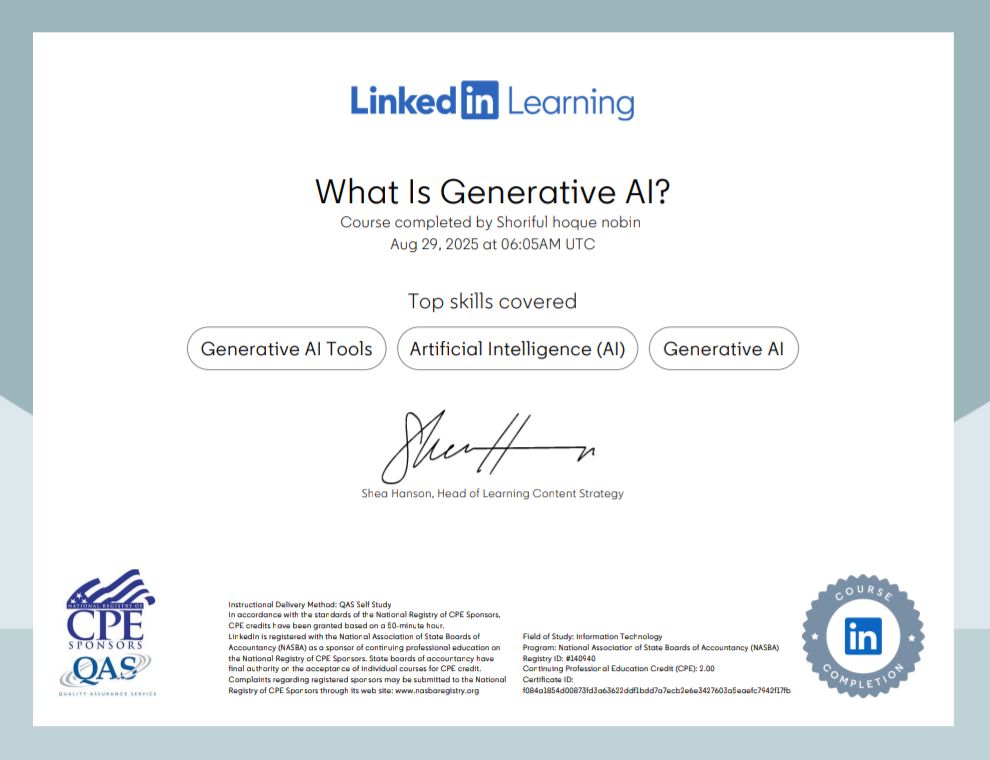 Linkedin Learning
What Is Generative AI?
Course completed by Shoriful hoque nobin
Aug 29, 2025 at 06:05AM UTC
Top skills covered
Generative AI Tools
Artificial Intelligence (AI)
Generative AI
Shea Hanson, Head of Learning Content Strategy
NATIONAL REGISTRY OF
CPE
SPONSORS
QAS
QUALITY ASSURANCE SERVICE
Instructional Delivery Method: QAS Self Study
In accordance with the standards of the National Registry of CPE Sponsors,
CPE credits have been granted based on a 50-minute hour.
LinkedIn is registered with the National Association of State Boards of
Accountancy (NASBA) as a sponsor of continuing professional education on
the National Registry of CPE Sponsors. State boards of accountancy have
final authority on the acceptance of individual courses for CPE credit.
Complaints regarding registered sponsors may be submitted to the National
Registry of CPE Sponsors through its web site: www.nasbaregistry.org
Field of Study: Information Technology
Program: National Association of State Boards of Accountancy (NASBA)
Registry ID: #140940
Continuing Professional Education Credit (CPE): 2.00
Certificate ID:
COURSE
in
COMPLETION